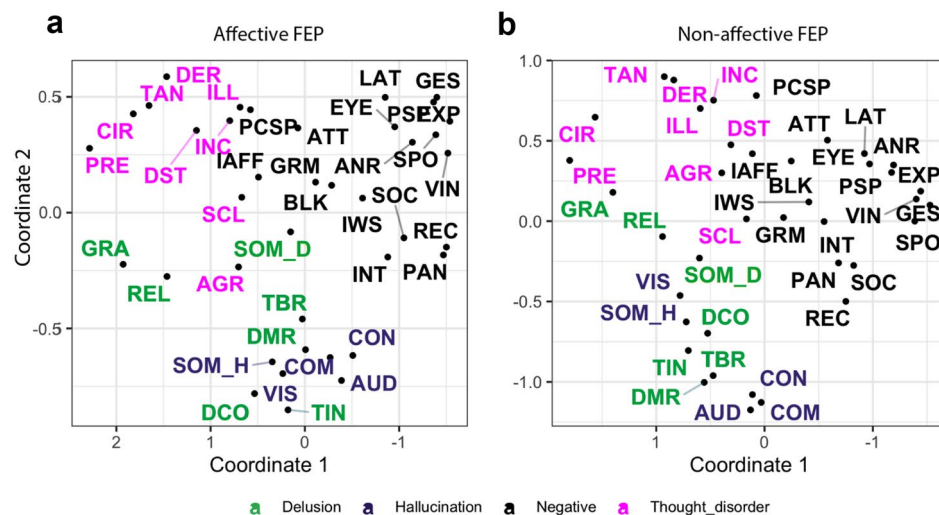 a
Affective FEP
b
Non-affective FEP
Coordinate 2
0.5
0.0
-0.5
2
1
0
-1
Coordinate 1
DER
TAN
ILL
CIR
PRE
DST
INC
PCSP
IAFF
GRM
ATT
LAT
GES
EYE
PSP
EXP
ANR
SPO
VIN
BLK
SOC
IWS
SCL
SOM_D
REC
INT
PAN
GRA
REL
AGR
TBR
DMR
CON
SOM_H
COM
AUD
VIS
DCO
TIN
1.0
0.5
0.0
-0.5
-1.0
1
0
-1
Coordinate 1
TAN
INC
DER
PCSP
CIR
ILL
DST
ATT
LAT
PRE
AGR
IAFF
EYE
ANR
BLK
PSP
EXP
GRA
REL
IWS
VIN
GES
SCL
GRM
INT
SPO
SOM_D
PAN
SOC
VIS
REC
SOM_H
DCO
TIN
TBR
DMR
CON
AUD
COM
a Delusion a Hallucination a Negative a Thought_disorder